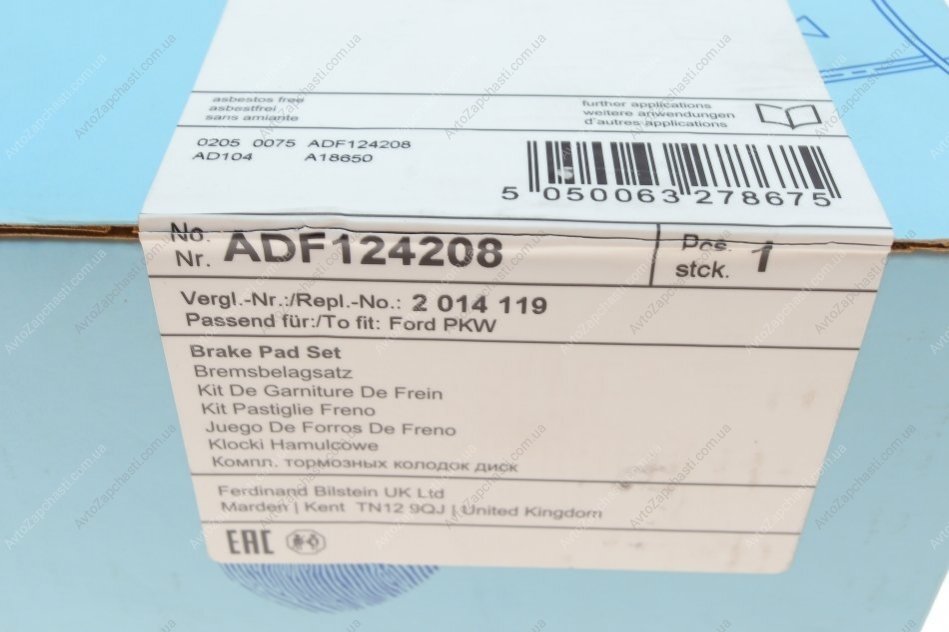 asbestos free
asbestfrei
sans amiante
further applications
weitere anwendungen
d'autres applications
0205 0075 ADF124208
AD104 A18650
5 050063 278675
No.
Nr. ADF124208
Pcs.
stck. 1
Vergl.-Nr.:/Repl.-No.: 2 014 119
Passend für:/To fit: Ford PKW
Brake Pad Set
Bremsbelagsatz
Kit De Garniture De Frein
Kit Pastiglie Freno
Juego De Forros De Freno
Klocki Hamulcowe
Компл. тормозных колодок диск
Ferdinand Bilstein UK Ltd
Marden | Kent TN12 9QJ | United Kingdom
EAC
AvtoZapchasti.com.ua